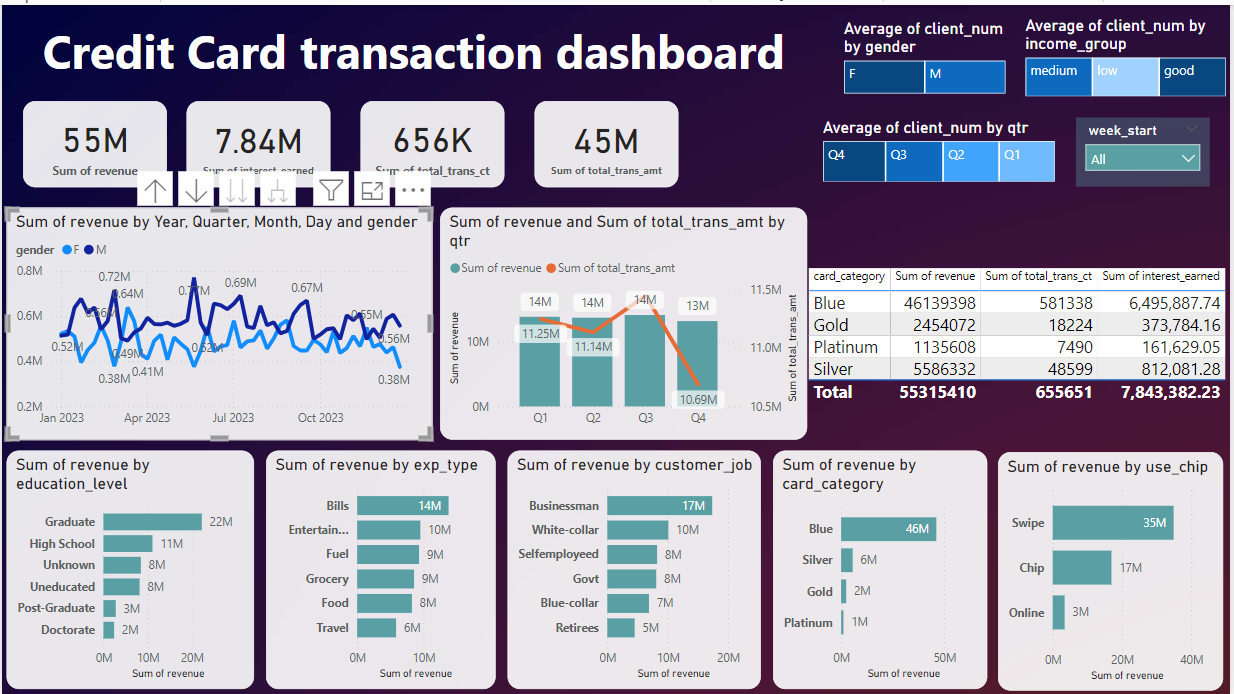 Credit Card transaction dashboard
Average of client_num
by gender
F
M
Average of client_num by
income_group
medium
low
good
55M
Sum of revenue
7.84M
Sum of interest_earned
656K
Sum of total_trans_ct
45M
Sum of total_trans_amt
Average of client_num by qtr
Q4
Q3
Q2
Q1
week_start
All
Sum of revenue by Year, Quarter, Month, Day and gender
gender F M
0.8M
0.6M
0.4M
0.2M
0.72M
0.64M
0.69M
0.67M
0.55M
0.52M
0.49M
0.38M
0.41M
0.56M
0.38M
Jan 2023
Apr 2023
Jul 2023
Oct 2023
Sum of revenue and Sum of total_trans_amt by
qtr
Sum of revenue Sum of total_trans_amt
Sum of revenue
10M
0M
14M
14M
14M
13M
11.25M
11.14M
10.69M
Q1
Q2
Q3
Q4
11.5M
11.0M
10.5M
Sum of total_trans_amt
card_category Sum of revenue Sum of total_trans_ct Sum of interest_earned
Blue 46139398 581338 6,495,887.74
Gold 2454072 18224 373,784.16
Platinum 1135608 7490 161,629.05
Silver 5586332 48599 812,081.28
Total 55315410 655651 7,843,382.23
Sum of revenue by
education_level
Graduate 22M
High School 11M
Unknown 8M
Uneducated 8M
Post-Graduate 3M
Doctorate 2M
0M 10M 20M
Sum of revenue
Sum of revenue by exp_type
Bills 14M
Entertain... 10M
Fuel 9M
Grocery 9M
Food 8M
Travel 6M
0M 10M
Sum of revenue
Sum of revenue by customer_job
Businessman 17M
White-collar 10M
Selfemployeed 8M
Govt 8M
Blue-collar 7M
Retirees 5M
0M 10M 20M
Sum of revenue
Sum of revenue by
card_category
Blue 46M
Silver 6M
Gold 2M
Platinum 1M
0M 50M
Sum of revenue
Sum of revenue by use_chip
Swipe 35M
Chip 17M
Online 3M
0M 20M 40M
Sum of revenue